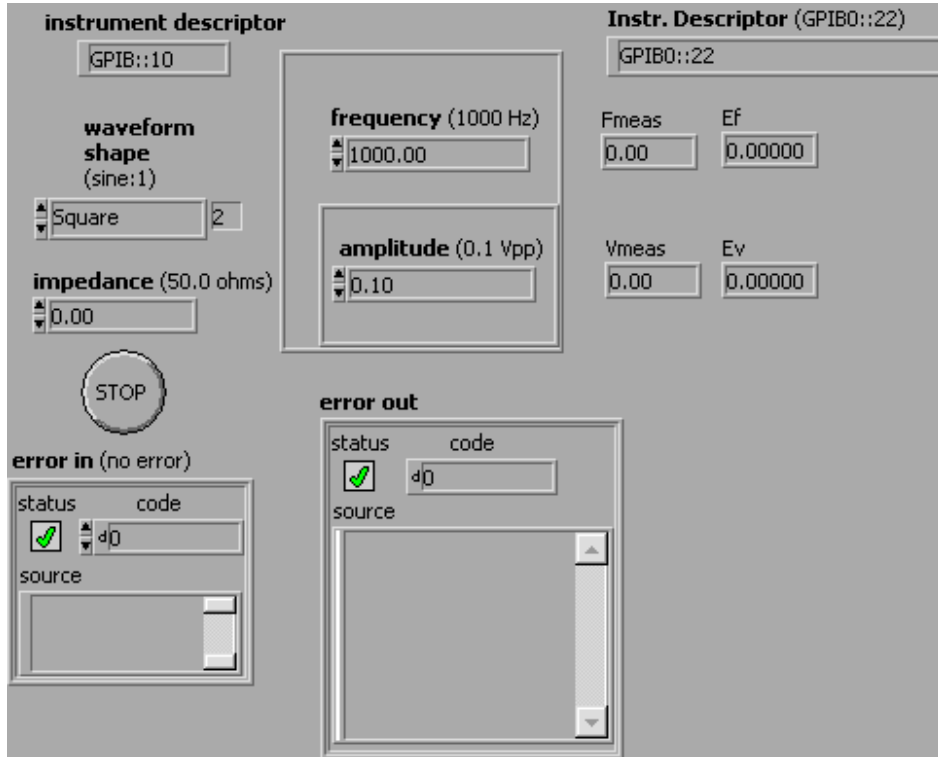 instrument descriptor
GPIB::10
waveform
shape
(sine:1)
Square 2
impedance (50.0 ohms)
0.00
STOP
error in (no error)
status code
d0
source
frequency (1000 Hz)
1000.00
amplitude (0.1 Vpp)
0.10
error out
status code
d0
source
Instr. Descriptor (GPIB0::22)
GPIB0::22
Fmeas Ef
0.00 0.00000
Vmeas Ev
0.00 0.00000